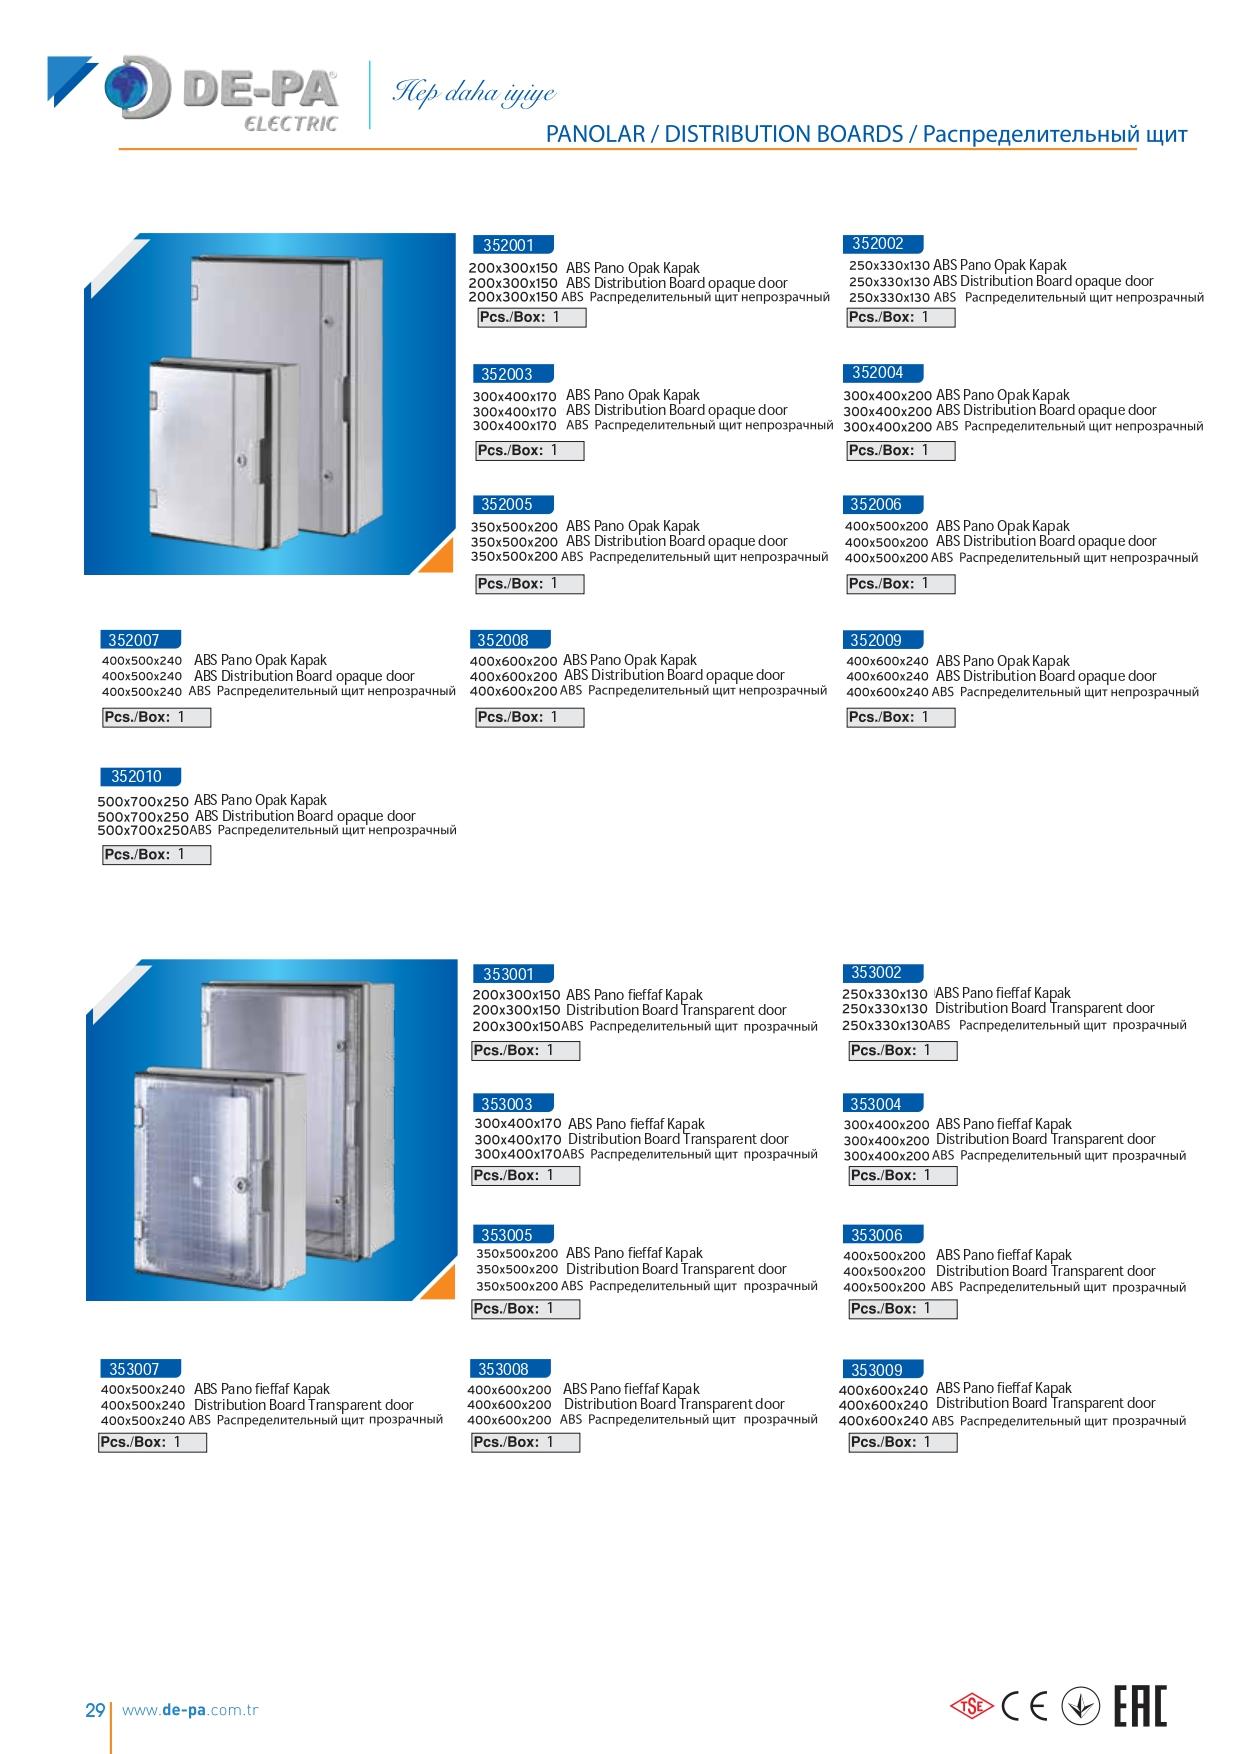 DE-PA®
ELECTRIC
Hep daha iyiye
PANOLAR / DISTRIBUTION BOARDS / Распределительный щит
352001
200x300x150 ABS Pano Opak Kapak
200x300x150 ABS Distribution Board opaque door
200x300x150 ABS Распределительный щит непрозрачный
Pcs./Box: 1
352002
250x330x130 ABS Pano Opak Kapak
250x330x130 ABS Distribution Board opaque door
250x330x130 ABS Распределительный щит непрозрачный
Pcs./Box: 1
352003
300x400x170 ABS Pano Opak Kapak
300x400x170 ABS Distribution Board opaque door
300x400x170 ABS Распределительный щит непрозрачный
Pcs./Box: 1
352004
300x400x200 ABS Pano Opak Kapak
300x400x200 ABS Distribution Board opaque door
300x400x200 ABS Распределительный щит непрозрачный
Pcs./Box: 1
352005
350x500x200 ABS Pano Opak Kapak
350x500x200 ABS Distribution Board opaque door
350x500x200 ABS Распределительный щит непрозрачный
Pcs./Box: 1
352006
400x500x200 ABS Pano Opak Kapak
400x500x200 ABS Distribution Board opaque door
400x500x200 ABS Распределительный щит непрозрачный
Pcs./Box: 1
352007
400x500x240 ABS Pano Opak Kapak
400x500x240 ABS Distribution Board opaque door
400x500x240 ABS Распределительный щит непрозрачный
Pcs./Box: 1
352008
400x600x200 ABS Pano Opak Kapak
400x600x200 ABS Distribution Board opaque door
400x600x200 ABS Распределительный щит непрозрачный
Pcs./Box: 1
352009
400x600x240 ABS Pano Opak Kapak
400x600x240 ABS Distribution Board opaque door
400x600x240 ABS Распределительный щит непрозрачный
Pcs./Box: 1
352010
500x700x250 ABS Pano Opak Kapak
500x700x250 ABS Distribution Board opaque door
500x700x250ABS Распределительный щит непрозрачный
Pcs./Box: 1
353001
200x300x150 ABS Pano fieffaf Kapak
200x300x150 Distribution Board Transparent door
200x300x150ABS Распределительный щит прозрачный
Pcs./Box: 1
353002
250x330x130 ABS Pano fieffaf Kapak
250x330x130 Distribution Board Transparent door
250x330x130ABS Распределительный щит прозрачный
Pcs./Box: 1
353003
300x400x170 ABS Pano fieffaf Kapak
300x400x170 Distribution Board Transparent door
300x400x170ABS Распределительный щит прозрачный
Pcs./Box: 1
353004
300x400x200 ABS Pano fieffaf Kapak
300x400x200 Distribution Board Transparent door
300x400x200 ABS Распределительный щит прозрачный
Pcs./Box: 1
353005
350x500x200 ABS Pano fieffaf Kapak
350x500x200 Distribution Board Transparent door
350x500x200 ABS Распределительный щит прозрачный
Pcs./Box: 1
353006
400x500x200 ABS Pano fieffaf Kapak
400x500x200 Distribution Board Transparent door
400x500x200 ABS Распределительный щит прозрачный
Pcs./Box: 1
353007
400x500x240 ABS Pano fieffaf Kapak
400x500x240 Distribution Board Transparent door
400x500x240 ABS Распределительный щит прозрачный
Pcs./Box: 1
353008
400x600x200 ABS Pano fieffaf Kapak
400x600x200 Distribution Board Transparent door
400x600x200 ABS Распределительный щит прозрачный
Pcs./Box: 1
353009
400x600x240 ABS Pano fieffaf Kapak
400x600x240 Distribution Board Transparent door
400x600x240 ABS Распределительный щит прозрачный
Pcs./Box: 1
29 www.de-pa.com.tr
TSE CE EAC